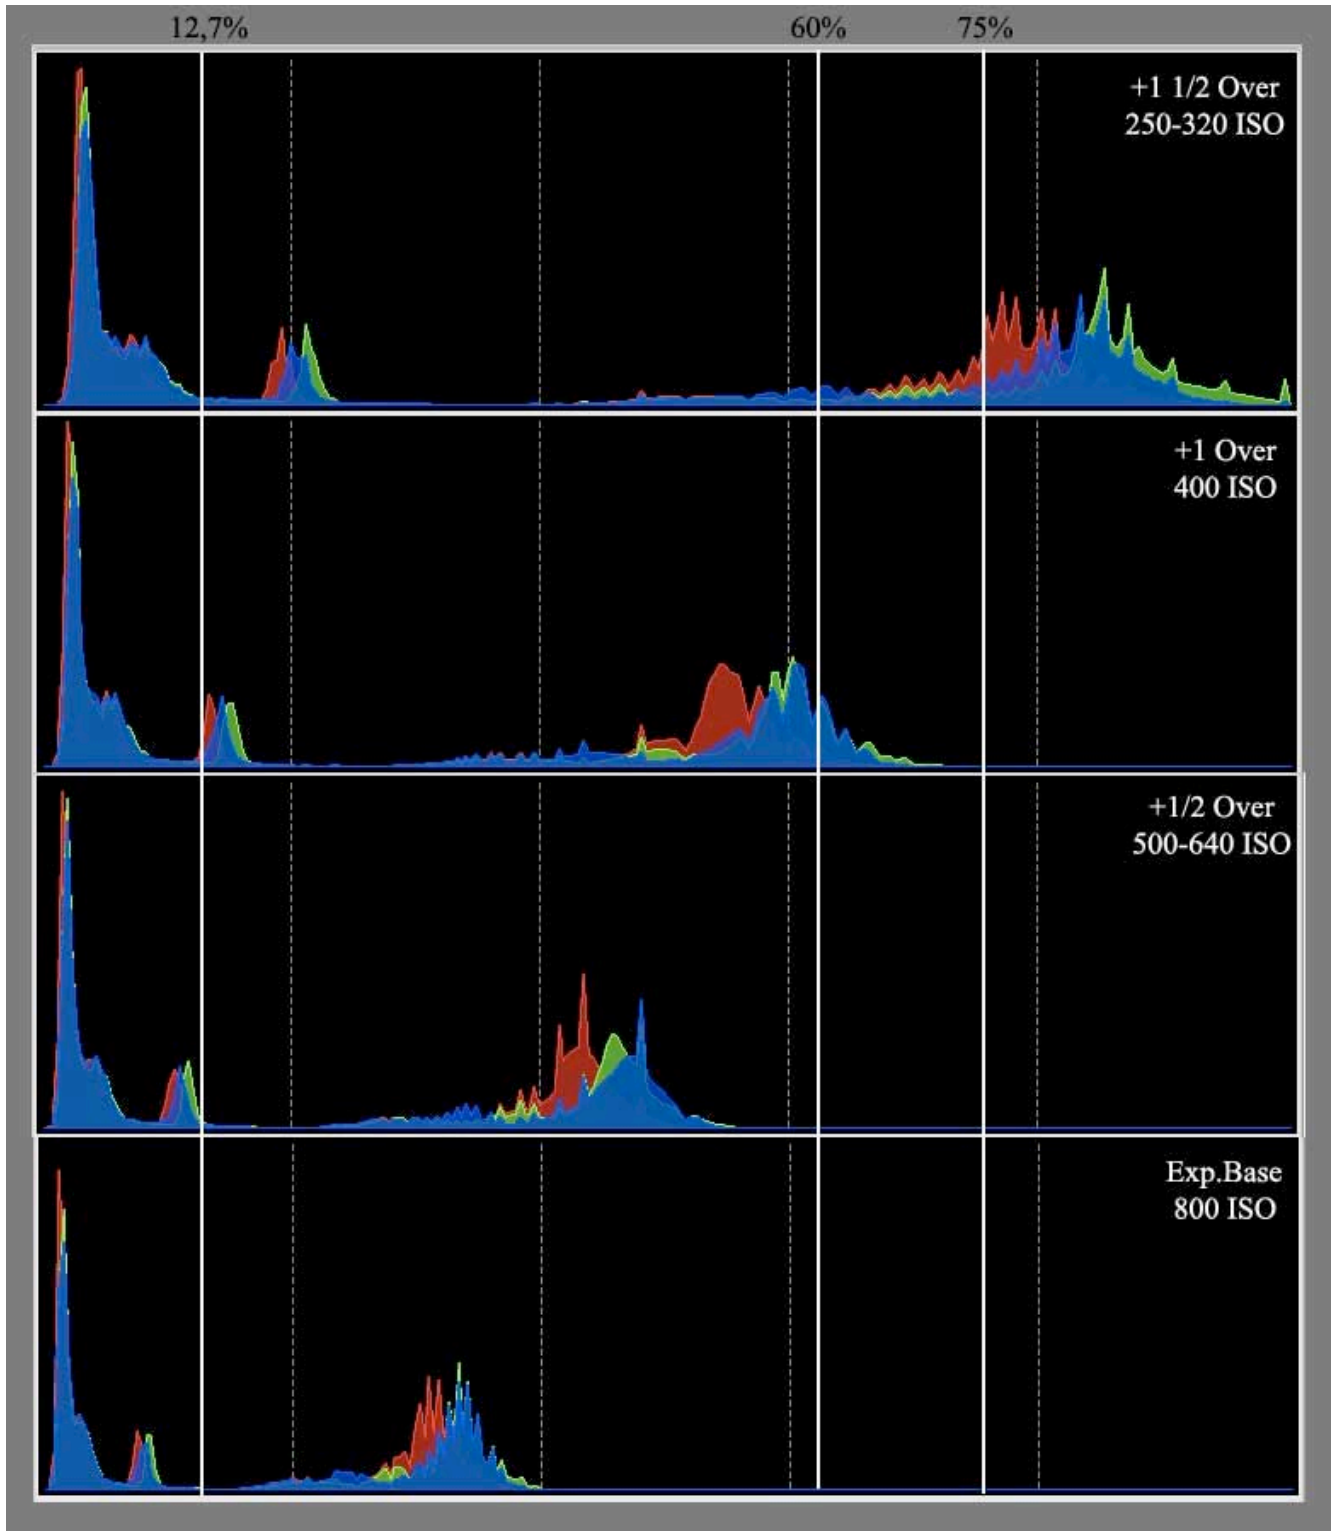 12,7% 60% 75%
+1 1/2 Over
250-320 ISO
+1 Over
400 ISO
+1/2 Over
500-640 ISO
Exp.Base
800 ISO